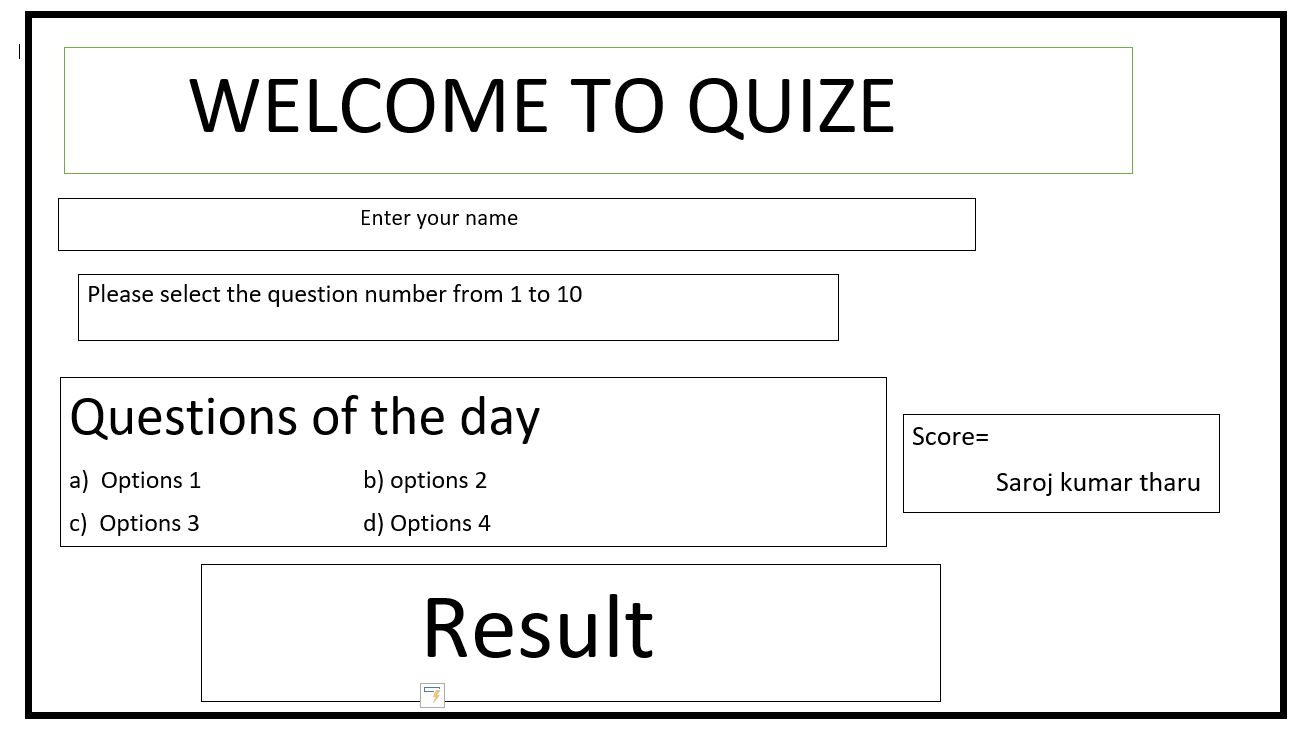 WELCOME TO QUIZE
Enter your name
Please select the question number from 1 to 10
Questions of the day
a) Options 1 b) options 2
c) Options 3 d) Options 4
Score=
Saroj kumar tharu
Result